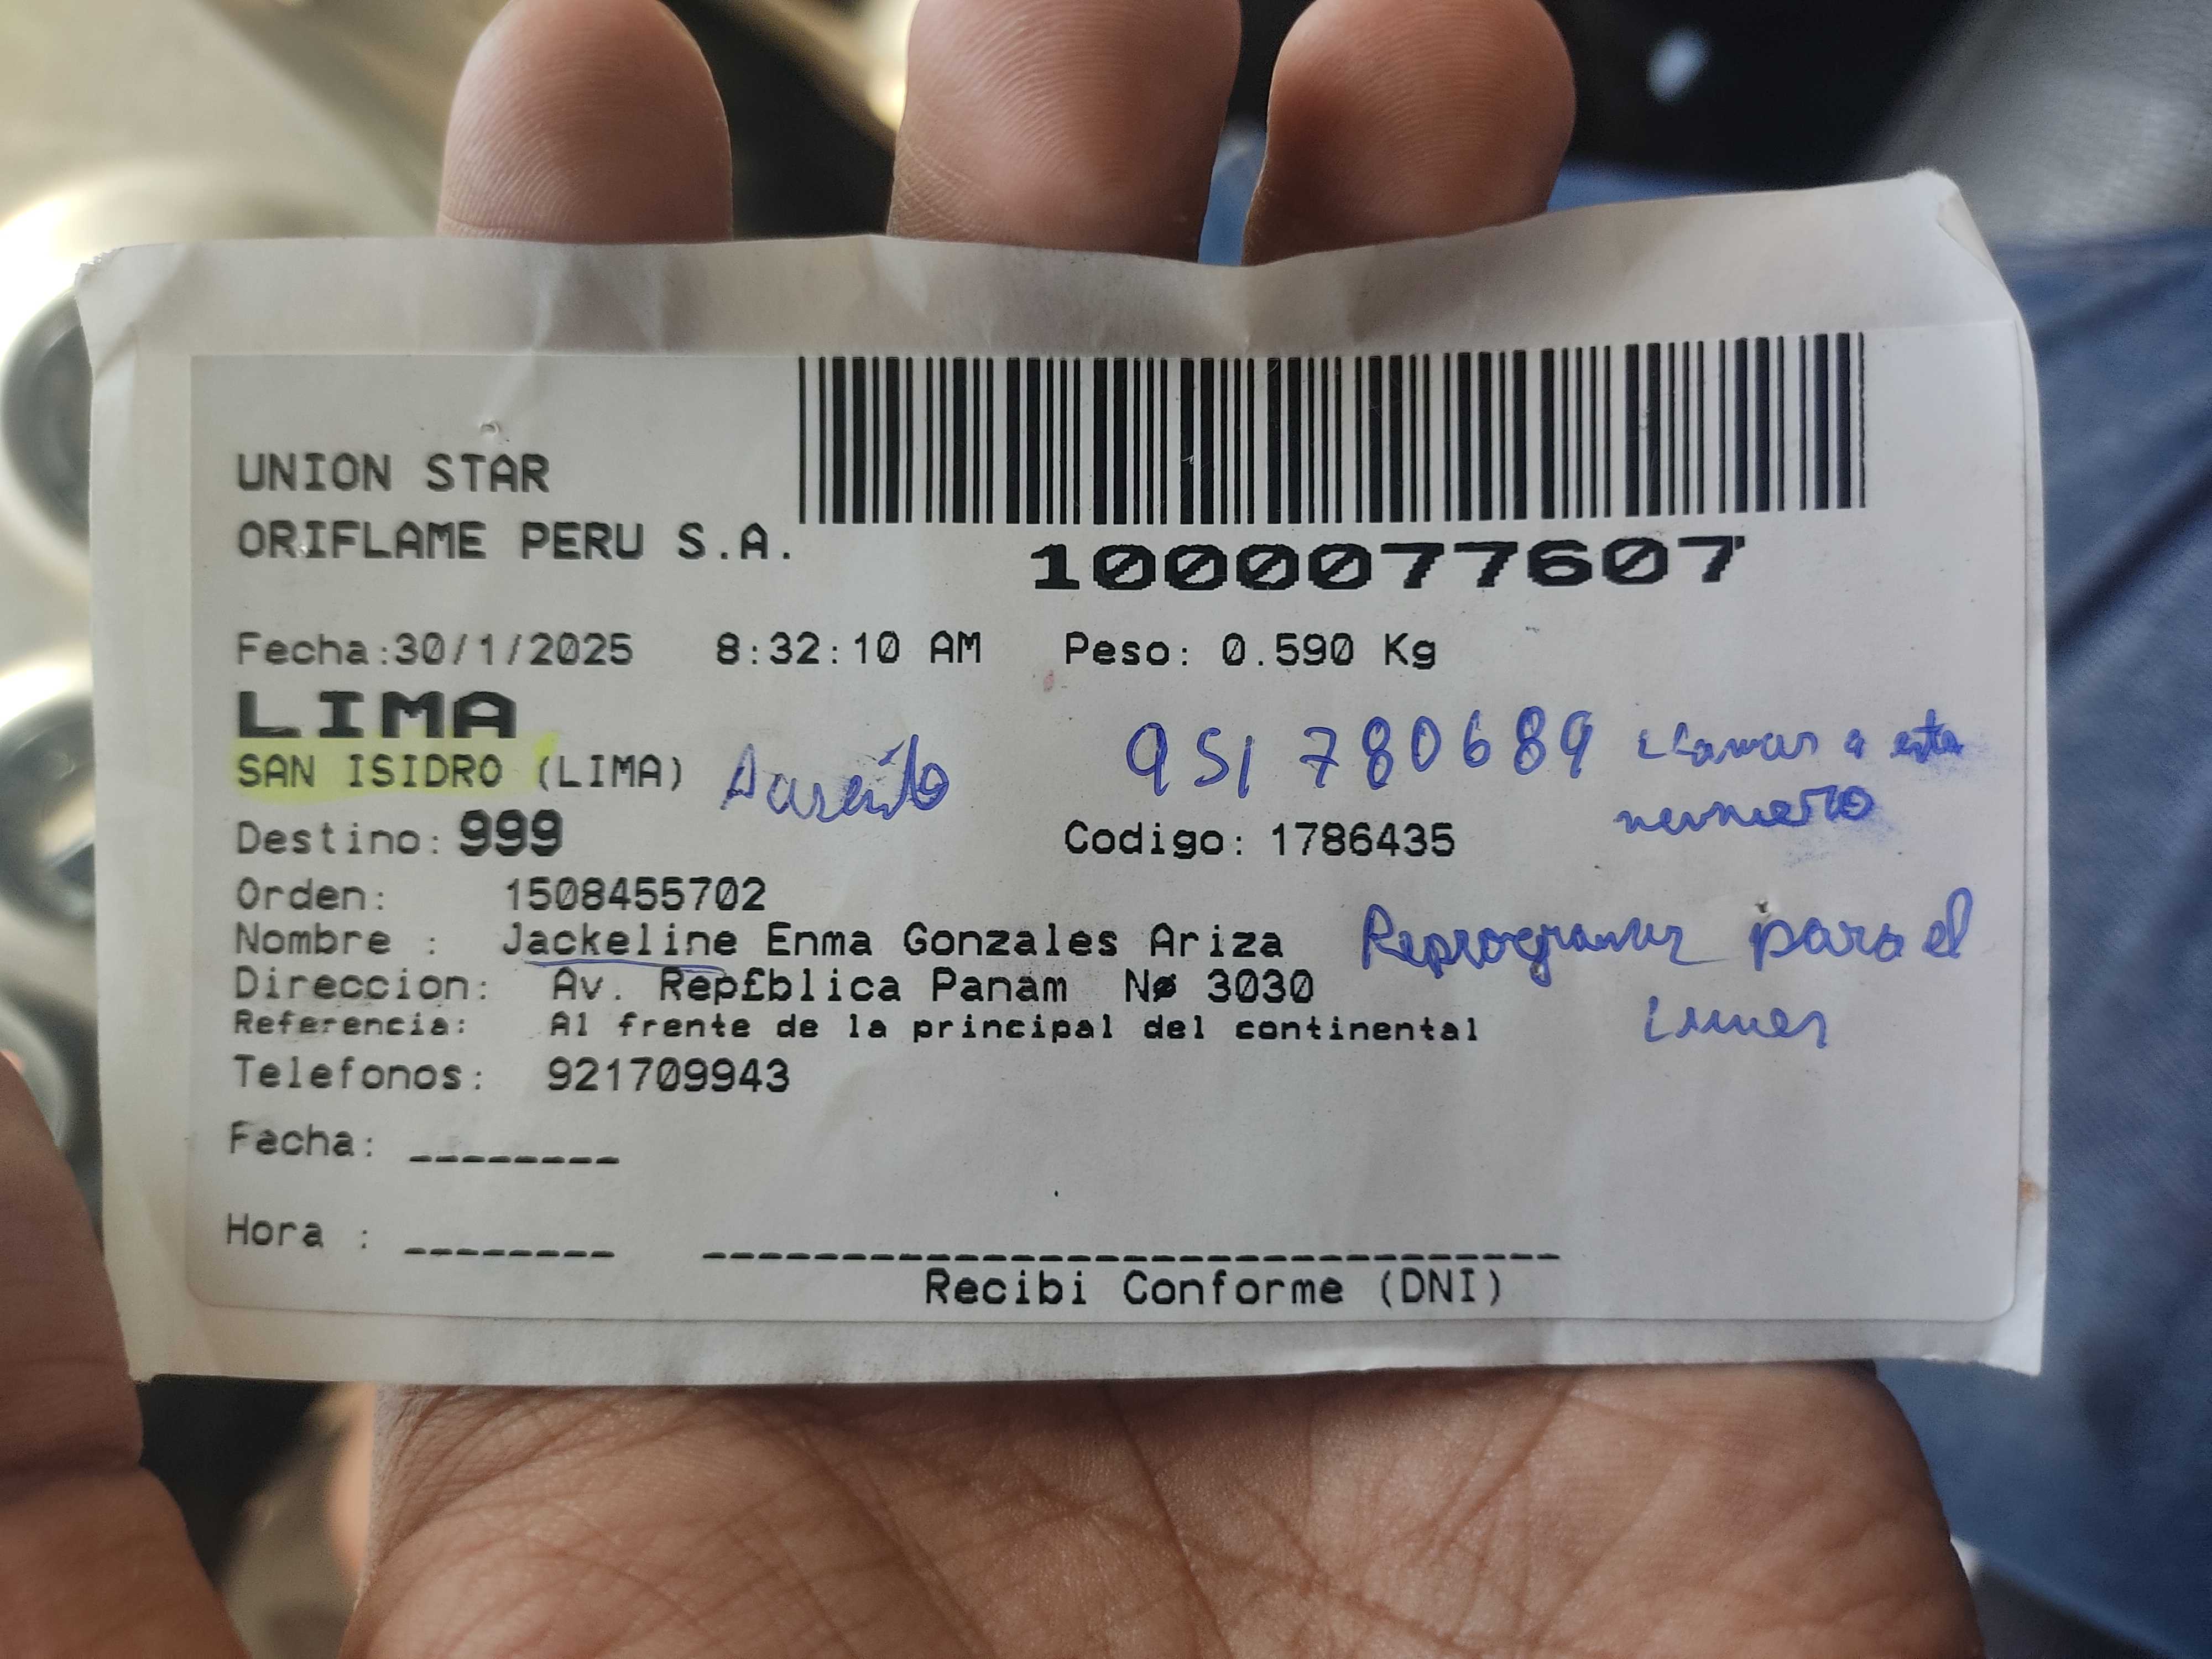 UNION STAR
ORIFLAME PERU S.A.
1000077607
Fecha:30/1/2025 8:32:10 AM Peso: 0.590 Kg
LIMA
SAN ISIDRO (LIMA) 951 780689 Llamar a este
numero
Destino: 999 Codigo: 1786435
Orden: 1508455702
Nombre : Jackeline Enma Gonzales Ariza Reprogramar para el
Lunes
Direccion: Av. Rep£blica Panam Nø 3030
Referencia: Al frente de la principal del continental
Telefonos: 921709943
Fecha: ________
Hora : ________
Recibi Conforme (DNI)